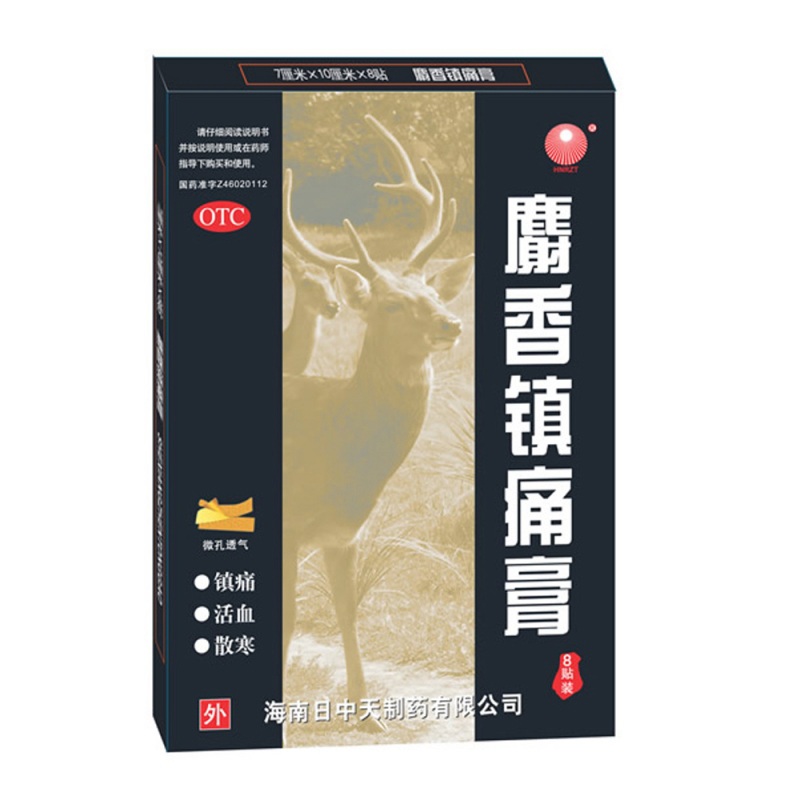 7厘米×10厘米×8贴 麝香镇痛膏
请仔细阅读说明书
并按说明使用或在药师
指导下购买和使用。
国药准字Z46020112
OTC
HNRZT
麝香镇痛膏
8贴装
微孔透气
●镇痛
●活血
●散寒
外
海南日中天制药有限公司